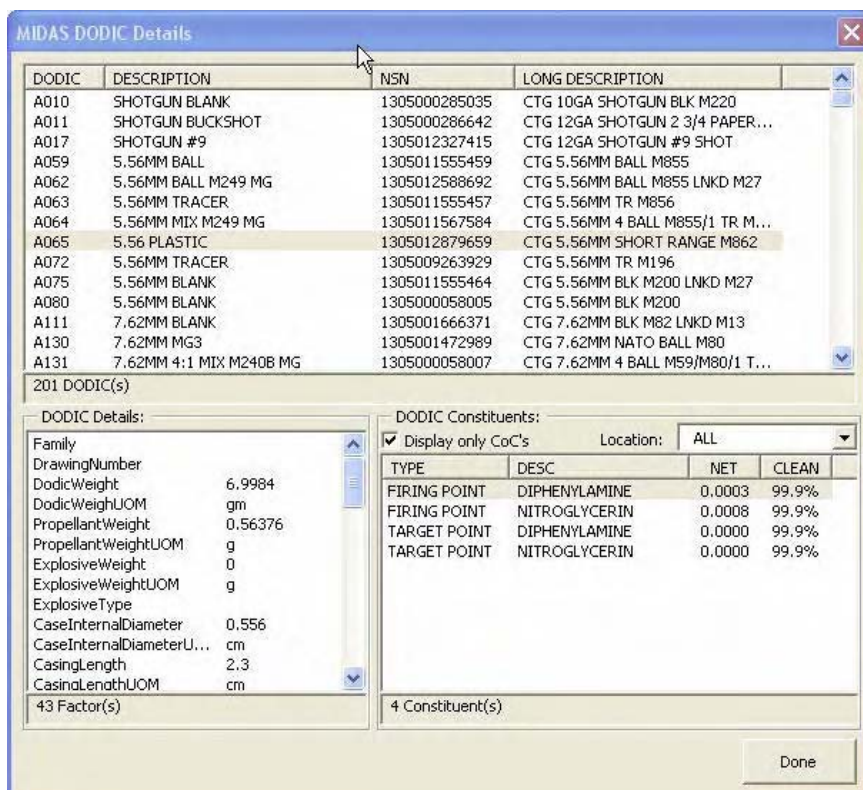 MIDAS DODIC Details
DODIC DESCRIPTION NSN LONG DESCRIPTION
A010 SHOTGUN BLANK 1305000285035 CTG 10GA SHOTGUN BLK M220
A011 SHOTGUN BUCKSHOT 1305000286642 CTG 12GA SHOTGUN 2 3/4 PAPER...
A017 SHOTGUN #9 1305012327415 CTG 12GA SHOTGUN #9 SHOT
A059 5.56MM BALL 1305011555459 CTG 5.56MM BALL M855
A062 5.56MM BALL M249 MG 1305012588692 CTG 5.56MM BALL M855 LNKD M27
A063 5.56MM TRACER 1305011555457 CTG 5.56MM TR M856
A064 5.56MM MIX M249 MG 1305011567584 CTG 5.56MM 4 BALL M855/1 TR M...
A065 5.56 PLASTIC 1305012879659 CTG 5.56MM SHORT RANGE M862
A072 5.56MM TRACER 1305009263929 CTG 5.56MM TR M196
A075 5.56MM BLANK 1305011555464 CTG 5.56MM BLK M200 LNKD M27
A080 5.56MM BLANK 1305000058005 CTG 5.56MM BLK M200
A111 7.62MM BLANK 1305001666371 CTG 7.62MM BLK M82 LNKD M13
A130 7.62MM MG3 1305001472989 CTG 7.62MM NATO BALL M80
A131 7.62MM 4:1 MIX M240B MG 1305000058007 CTG 7.62MM 4 BALL M59/M80/1 T...
201 DODIC(s)
DODIC Details:
Family
DrawingNumber
DodicWeight 6.9984
DodicWeighUOM gm
PropellantWeight 0.56376
PropellantWeightUOM g
ExplosiveWeight 0
ExplosiveWeightUOM g
ExplosiveType
CaseInternalDiameter 0.556
CaseInternalDiameterU... cm
CasingLength 2.3
CasingLengthUOM cm
43 Factor(s)
DODIC Constituents:
Display only CoC's Location: ALL
TYPE DESC NET CLEAN
FIRING POINT DIPHENYLAMINE 0.0003 99.9%
FIRING POINT NITROGLYCERIN 0.0008 99.9%
TARGET POINT DIPHENYLAMINE 0.0000 99.9%
TARGET POINT NITROGLYCERIN 0.0000 99.9%
4 Constituent(s)
Done